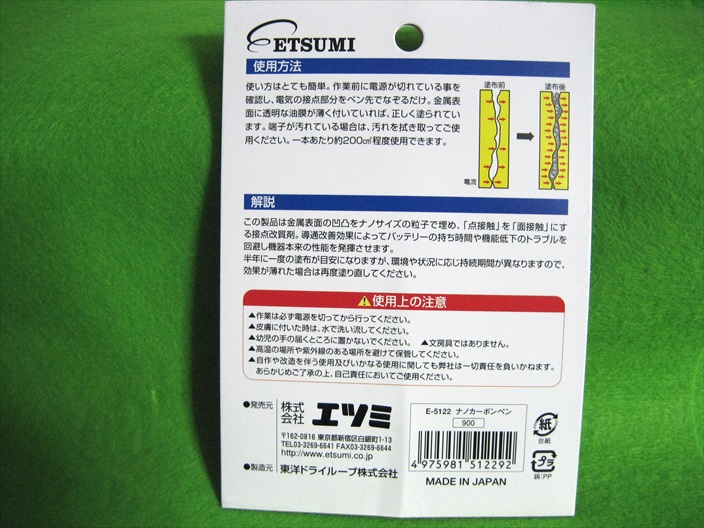 ETSUMI
使用方法
使い方はとても簡単。作業前に電源が切れている事を
確認し、電気の接点部分をペン先でなぞるだけ。金属表
面に透明な油膜が薄く付いていれば、正しく塗られてい
ます。端子が汚れている場合は、汚れを拭き取ってご使
用ください。一本あたり約200㎠程度使用できます。
塗布前
塗布後
電流
解説
この製品は金属表面の凹凸をナノサイズの粒子で埋め、「点接触」を「面接触」にす
る接点改質剤。導通改善効果によってバッテリーの持ち時間や機能低下のトラブルを
回避し機器本来の性能を発揮させます。
半年に一度の塗布が目安になりますが、環境や状況に応じ持続期間が異なりますので、
効果が薄れた場合は再度塗り直してください。
⚠使用上の注意
▲作業は必ず電源を切ってから行ってください。
▲皮膚に付いた時は、水で洗い流してください。
▲幼児の手の届くところに置かないでください。 ▲文房具ではありません。
▲高温の場所や紫外線のある場所を避けて保管してください。
▲自作や改造を伴う使用及びいかなる使用に関しても弊社は一切責任を負いかねます。
あらかじめご了承の上、自己責任においてご使用ください。
●発売元
株式会社 エツミ
〒162-0816 東京都新宿区白銀町1-13
TEL03-3269-6641 FAX03-3269-6644
http://www.etsumi.co.jp
●製造元 東洋ドライルーブ株式会社
E-5122 ナノカーボンペン
900
4 975981 512292
MADE IN JAPAN
紙
台紙
プラ
袋:PP